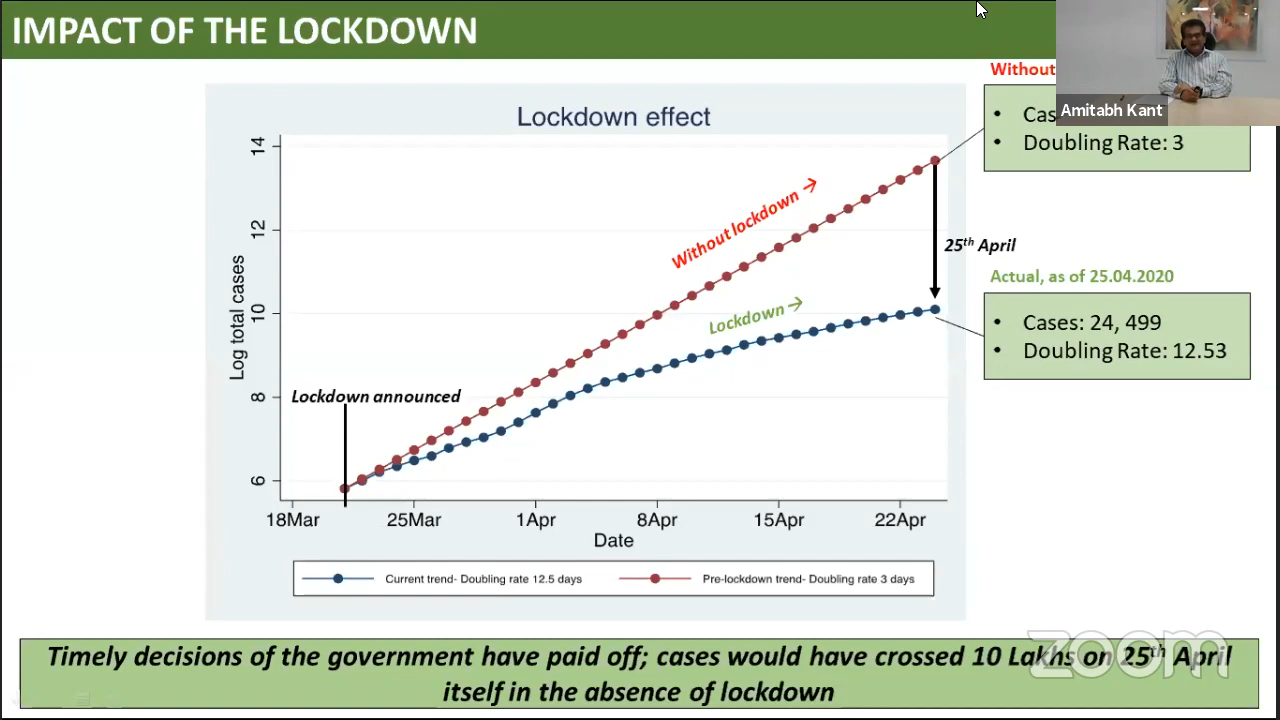 IMPACT OF THE LOCKDOWN
Amitabh Kant
Without
Doubling Rate: 3
Lockdown effect
14
12
10
8
6
Log total cases
Without lockdown →
Lockdown →
Lockdown announced
25th April
Actual, as of 25.04.2020
• Cases: 24, 499
• Doubling Rate: 12.53
18Mar 25Mar 1Apr 8Apr 15Apr 22Apr
Date
Current trend- Doubling rate 12.5 days
Pre-lockdown trend- Doubling rate 3 days
zoom
Timely decisions of the government have paid off; cases would have crossed 10 Lakhs on 25th April
itself in the absence of lockdown